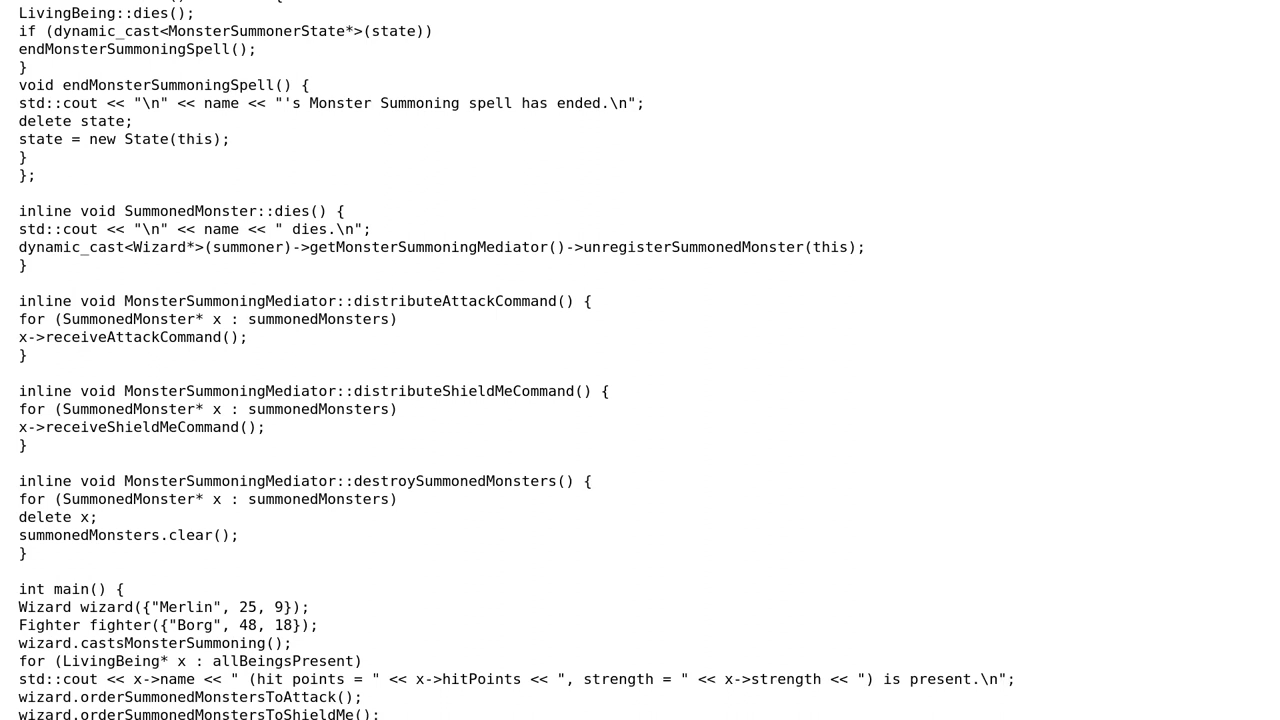 LivingBeing::dies();
if (dynamic_cast<MonsterSummonerState*>(state))
endMonsterSummoningSpell();
}
void endMonsterSummoningSpell() {
std::cout << "\n" << name << "'s Monster Summoning spell has ended.\n";
delete state;
state = new State(this);
}
};

inline void SummonedMonster::dies() {
std::cout << "\n" << name << " dies.\n";
dynamic_cast<Wizard*>(summoner)->getMonsterSummoningMediator()->unregisterSummonedMonster(this);
}

inline void MonsterSummoningMediator::distributeAttackCommand() {
for (SummonedMonster* x : summonedMonsters)
x->receiveAttackCommand();
}

inline void MonsterSummoningMediator::distributeShieldMeCommand() {
for (SummonedMonster* x : summonedMonsters)
x->receiveShieldMeCommand();
}

inline void MonsterSummoningMediator::destroySummonedMonsters() {
for (SummonedMonster* x : summonedMonsters)
delete x;
summonedMonsters.clear();
}

int main() {
Wizard wizard({"Merlin", 25, 9});
Fighter fighter({"Borg", 48, 18});
wizard.castsMonsterSummoning();
for (LivingBeing* x : allBeingsPresent)
std::cout << x->name << " (hit points = " << x->hitPoints << ", strength = " << x->strength << ") is present.\n";
wizard.orderSummonedMonstersToAttack();
wizard.orderSummonedMonstersToShieldMe();